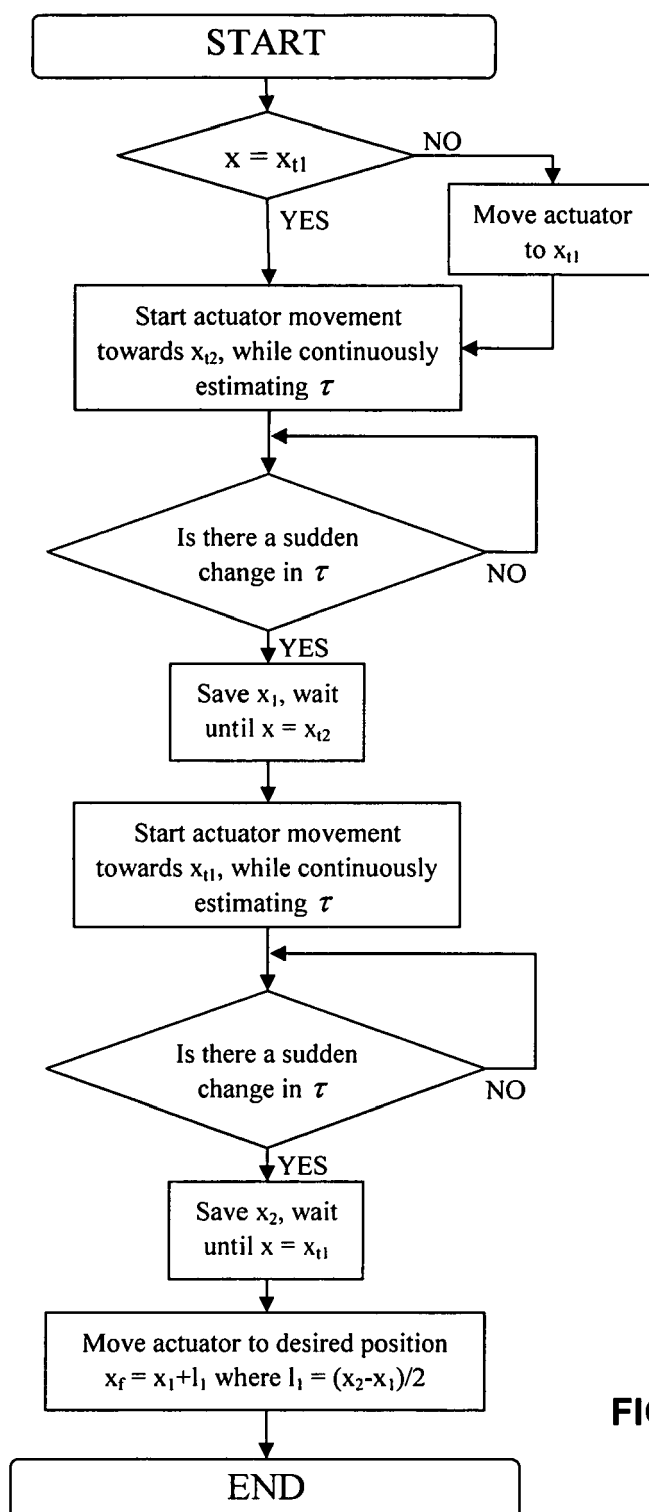 START
x = xₜ₁
NO
YES
Move actuator
to xₜ₁
Start actuator movement
towards xₜ₂, while continuously
estimating τ
Is there a sudden
change in τ
NO
YES
Save x₁, wait
until x = xₜ₂
Start actuator movement
towards xₜ₁, while continuously
estimating τ
Is there a sudden
change in τ
NO
YES
Save x₂, wait
until x = xₜ₁
Move actuator to desired position
x_f = x₁+l₁ where l₁ = (x₂-x₁)/2
END